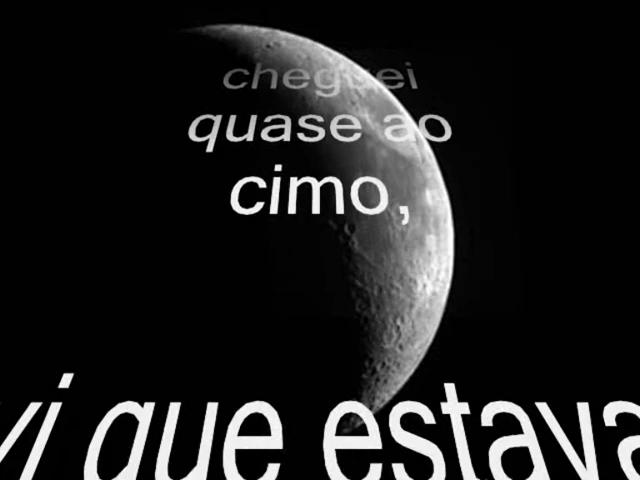 cheguei
quase ao
cimo,
vi que estava